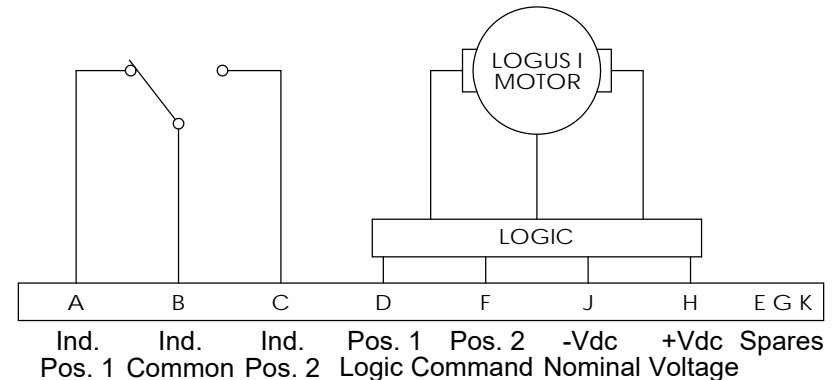 LOGUS I
MOTOR
LOGIC
A B C D F J H E G K
Ind. Ind. Ind. Pos. 1 Pos. 2 -Vdc +Vdc Spares
Pos. 1 Common Pos. 2 Logic Command Nominal Voltage